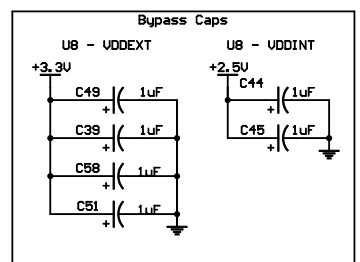 Bypass Caps
U8 - VDDEXT
U8 - VDDINT
+3.3V
+2.5V
C49 1uF
C44 1uF
C39 1uF
C45 1uF
C58 1uF
C51 1uF